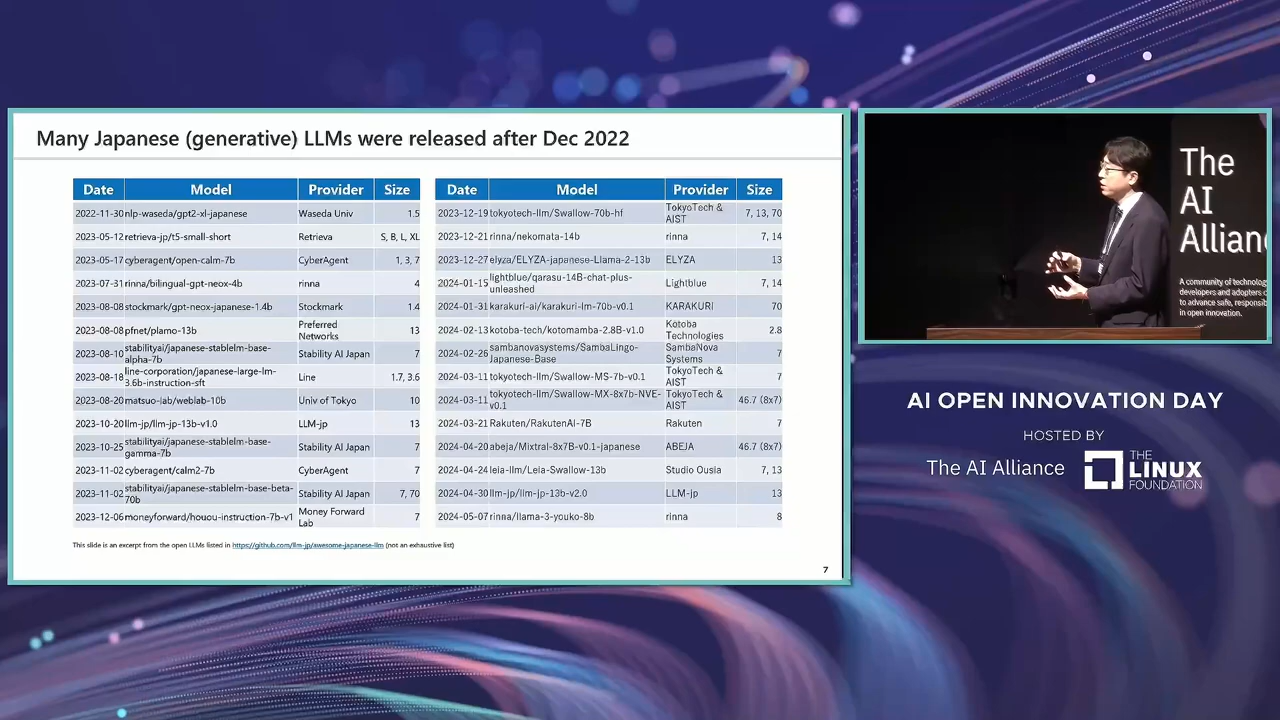 Many Japanese (generative) LLMs were released after Dec 2022
Date Model Provider Size
2022-11-30 nlp-waseda/gpt2-xl-japanese Waseda Univ 1.5
2023-05-12 retrieva-jp/t5-small-short Retrieva S, B, L, XL
2023-05-17 cyberagent/open-calm-7b CyberAgent 1, 3, 7
2023-07-31 rinna/bilingual-gpt-neox-4b rinna 4
2023-08-08 stockmark/gpt-neox-japanese-1.4b Stockmark 1.4
2023-08-08 pfnet/plamo-13b Preferred Networks 13
2023-08-10 stabilityai/japanese-stablelm-base-alpha-7b Stability AI Japan 7
2023-08-18 line-corporation/japanese-large-lm-3.6b-instruction-sft Line 1.7, 3.6
2023-08-20 matsuo-lab/weblab-10b Univ of Tokyo 10
2023-10-20 llm-jp/llm-jp-13b-v1.0 LLM-jp 13
2023-10-25 stabilityai/japanese-stablelm-base-gamma-7b Stability AI Japan 7
2023-11-02 cyberagent/calm2-7b CyberAgent 7
2023-11-02 stabilityai/japanese-stablelm-base-beta-70b Stability AI Japan 7, 70
2023-12-06 moneyforward/houou-instruction-7b-v1 Money Forward Lab 7
Date Model Provider Size
2023-12-19 tokyotech-llm/Swallow-70b-hf TokyoTech & AIST 7, 13, 70
2023-12-21 rinna/nekomata-14b rinna 7, 14
2023-12-27 elyza/ELYZA-japanese-Llama-2-13b ELYZA 13
2024-01-15 lightblue/qarasu-14B-chat-plus-unleashed Lightblue 7, 14
2024-01-31 karakuri-ai/karakuri-lm-70b-v0.1 KARAKURI 70
2024-02-13 kotoba-tech/kotomamba-2.8B-v1.0 Kotoba Technologies 2.8
2024-02-26 sambanovasystems/SambaLingo-Japanese-Base SambaNova Systems 7
2024-03-11 tokyotech-llm/Swallow-MS-7b-v0.1 TokyoTech & AIST 7
2024-03-11 tokyotech-llm/Swallow-MX-8x7b-NVE-v0.1 TokyoTech & AIST 46.7 (8x7)
2024-03-21 Rakuten/RakutenAI-7B Rakuten 7
2024-04-20 abeja/Mixtral-8x7B-v0.1-japanese ABEJA 46.7 (8x7)
2024-04-24 leia-llm/Leia-Swallow-13b Studio Ousia 7, 13
2024-04-30 llm-jp/llm-jp-13b-v2.0 LLM-jp 13
2024-05-07 rinna/llama-3-youko-8b rinna 8
This slide is an excerpt from the open LLMs listed in https://github.com/llm-jp/awesome-japanese-llm (not an exhaustive list)
7
The
AI
Allian
A community of technology
developers and adopters
to advance safe, responsib
in open innovation.
AI OPEN INNOVATION DAY
HOSTED BY
The AI Alliance
THE
LINUX
FOUNDATION